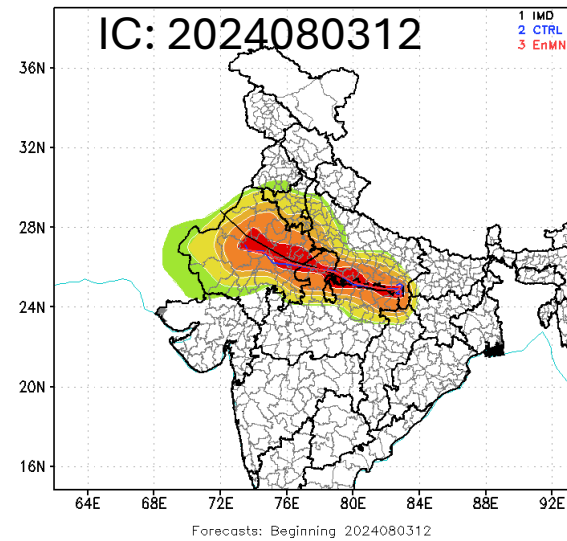 IC: 2024080312
1 IMD
2 CTRL
3 EnMN
36N
32N
28N
24N
20N
16N
64E 68E 72E 76E 80E 84E 88E 92E
Forecasts: Beginning 2024080312